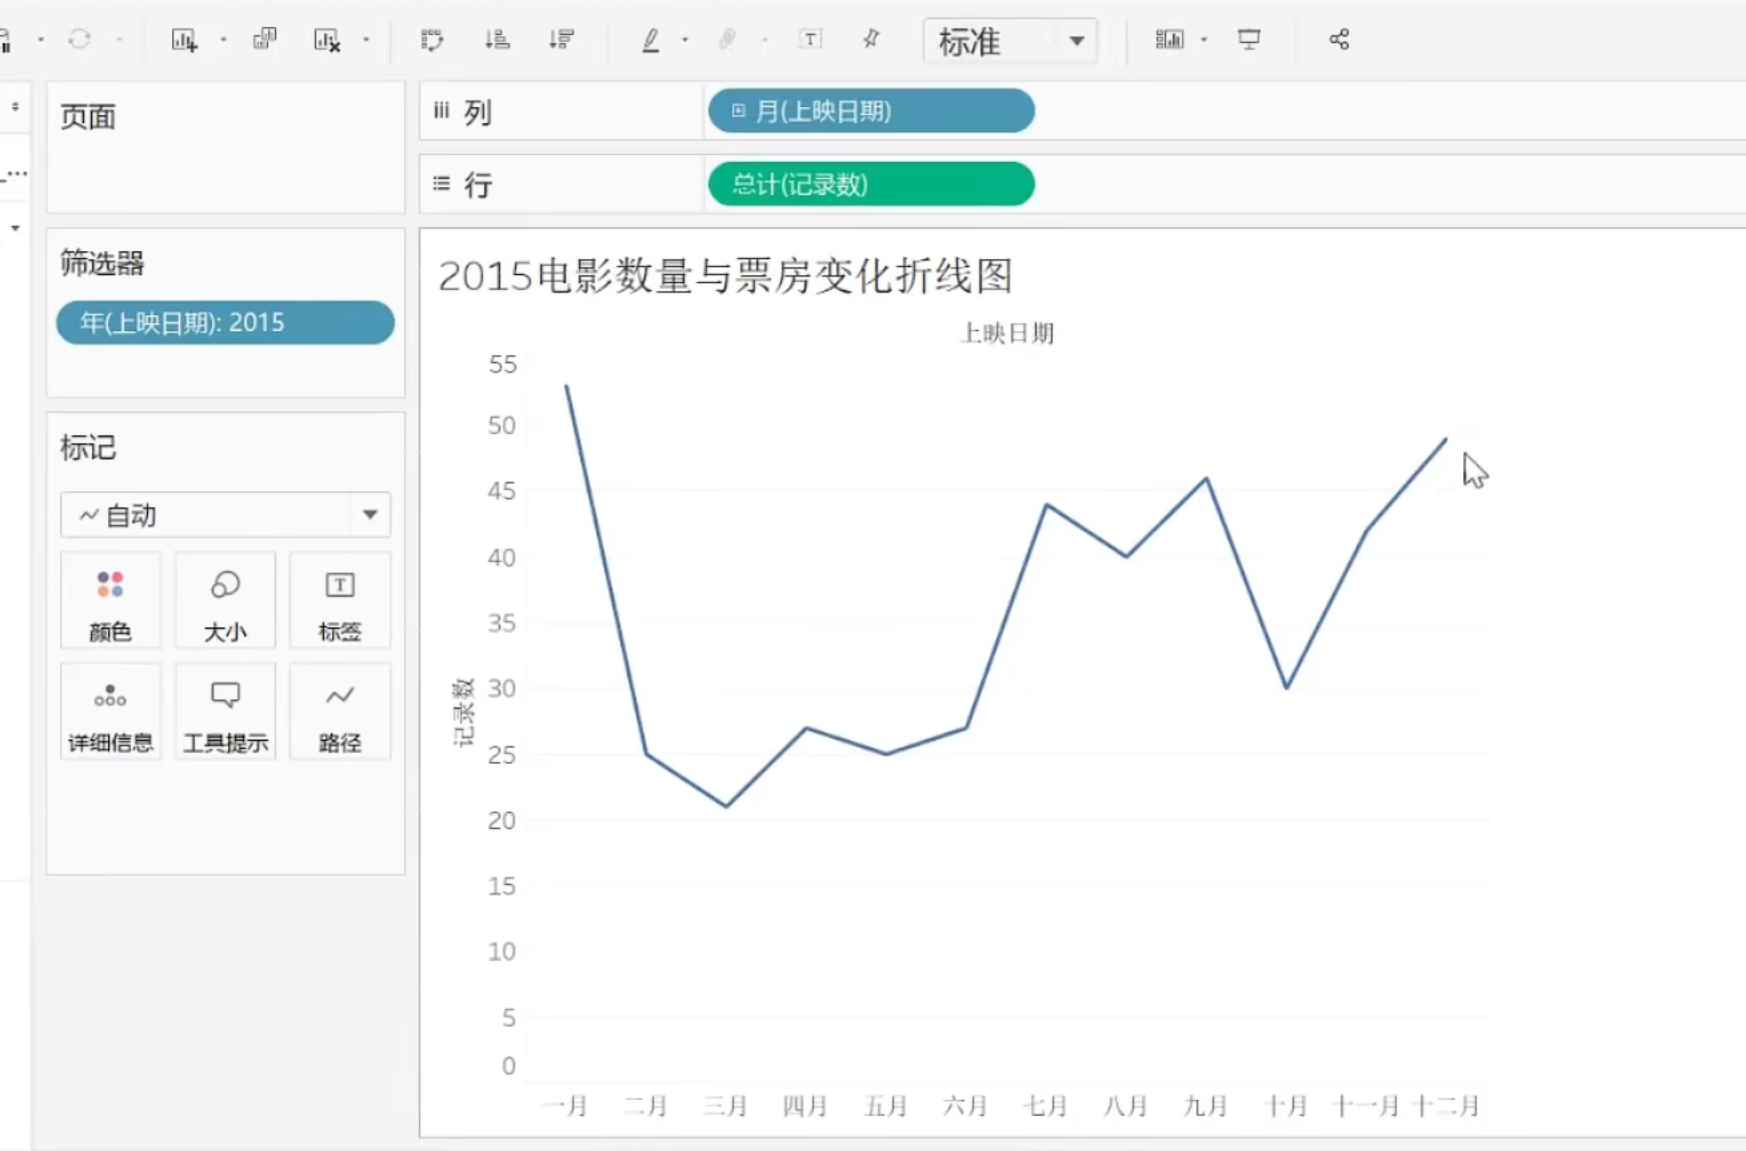 标准
页面
列
月(上映日期)
行
总计(记录数)
筛选器
年(上映日期): 2015
标记
自动
颜色
大小
标签
详细信息
工具提示
路径
2015电影数量与票房变化折线图
上映日期
55
50
45
40
35
30
25
20
15
10
5
0
记录数
一月 二月 三月 四月 五月 六月 七月 八月 九月 十月 十一月 十二月